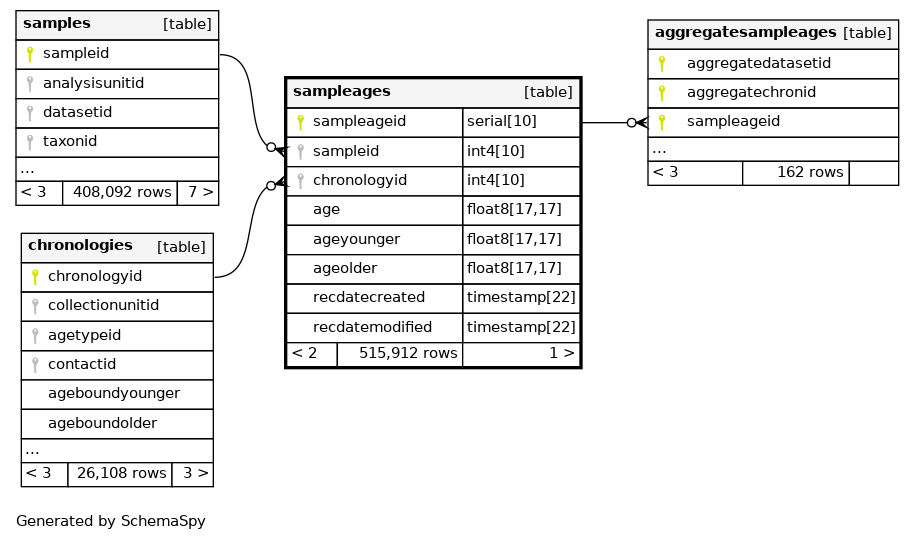 samples [table]
sampleid
analysisunitid
datasetid
taxonid
...
< 3 408,092 rows 7 >
chronologies [table]
chronologyid
collectionunitid
agetypeid
contactid
ageboundyounger
ageboundolder
...
< 3 26,108 rows 3 >
sampleages [table]
sampleageid serial[10]
sampleid int4[10]
chronologyid int4[10]
age float8[17,17]
ageyounger float8[17,17]
ageolder float8[17,17]
recdatecreated timestamp[22]
recdatemodified timestamp[22]
< 2 515,912 rows 1 >
aggregatesampleages [table]
aggregatedatasetid
aggregatechronid
sampleageid
...
< 3 162 rows
Generated by SchemaSpy